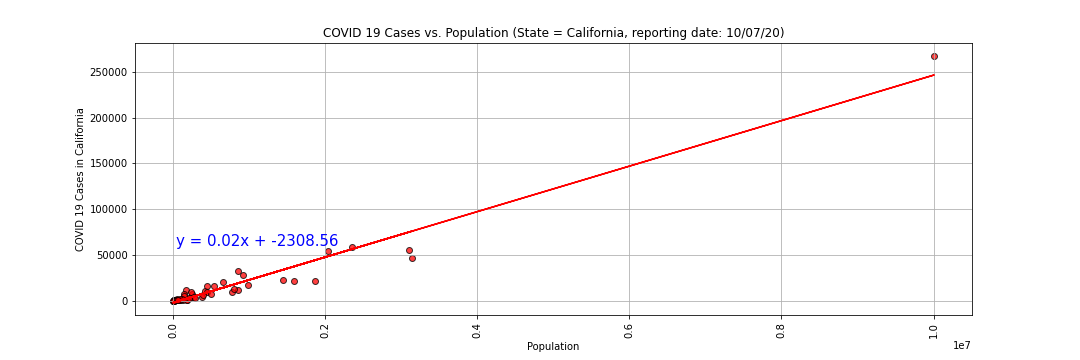 COVID 19 Cases vs. Population (State = California, reporting date: 10/07/20)
COVID 19 Cases in California
250000
200000
150000
100000
50000
0
y = 0.02x + -2308.56
0.0
0.2
0.4
0.6
0.8
1.0
1e7
Population